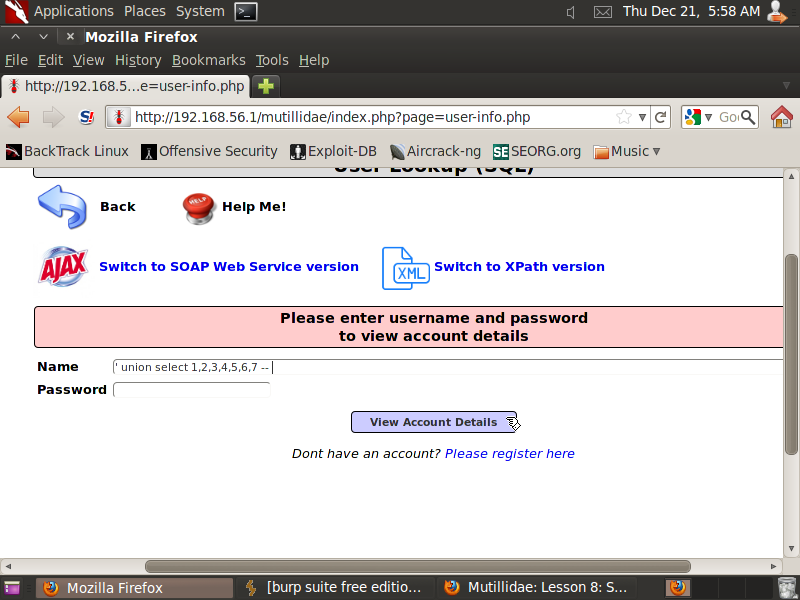 Applications Places System Thu Dec 21, 5:58 AM
Mozilla Firefox
File Edit View History Bookmarks Tools Help
http://192.168.5...e=user-info.php
S! http://192.168.56.1/mutillidae/index.php?page=user-info.php
BackTrack Linux Offensive Security Exploit-DB Aircrack-ng SE SEORG.org Music
User Lookup (SQL)
Back HELP Help Me!
AJAX Switch to SOAP Web Service version XML Switch to XPath version
Please enter username and password
to view account details
Name ' union select 1,2,3,4,5,6,7 --
Password
View Account Details
Dont have an account? Please register here
Mozilla Firefox [burp suite free editio... Mutillidae: Lesson 8: S...